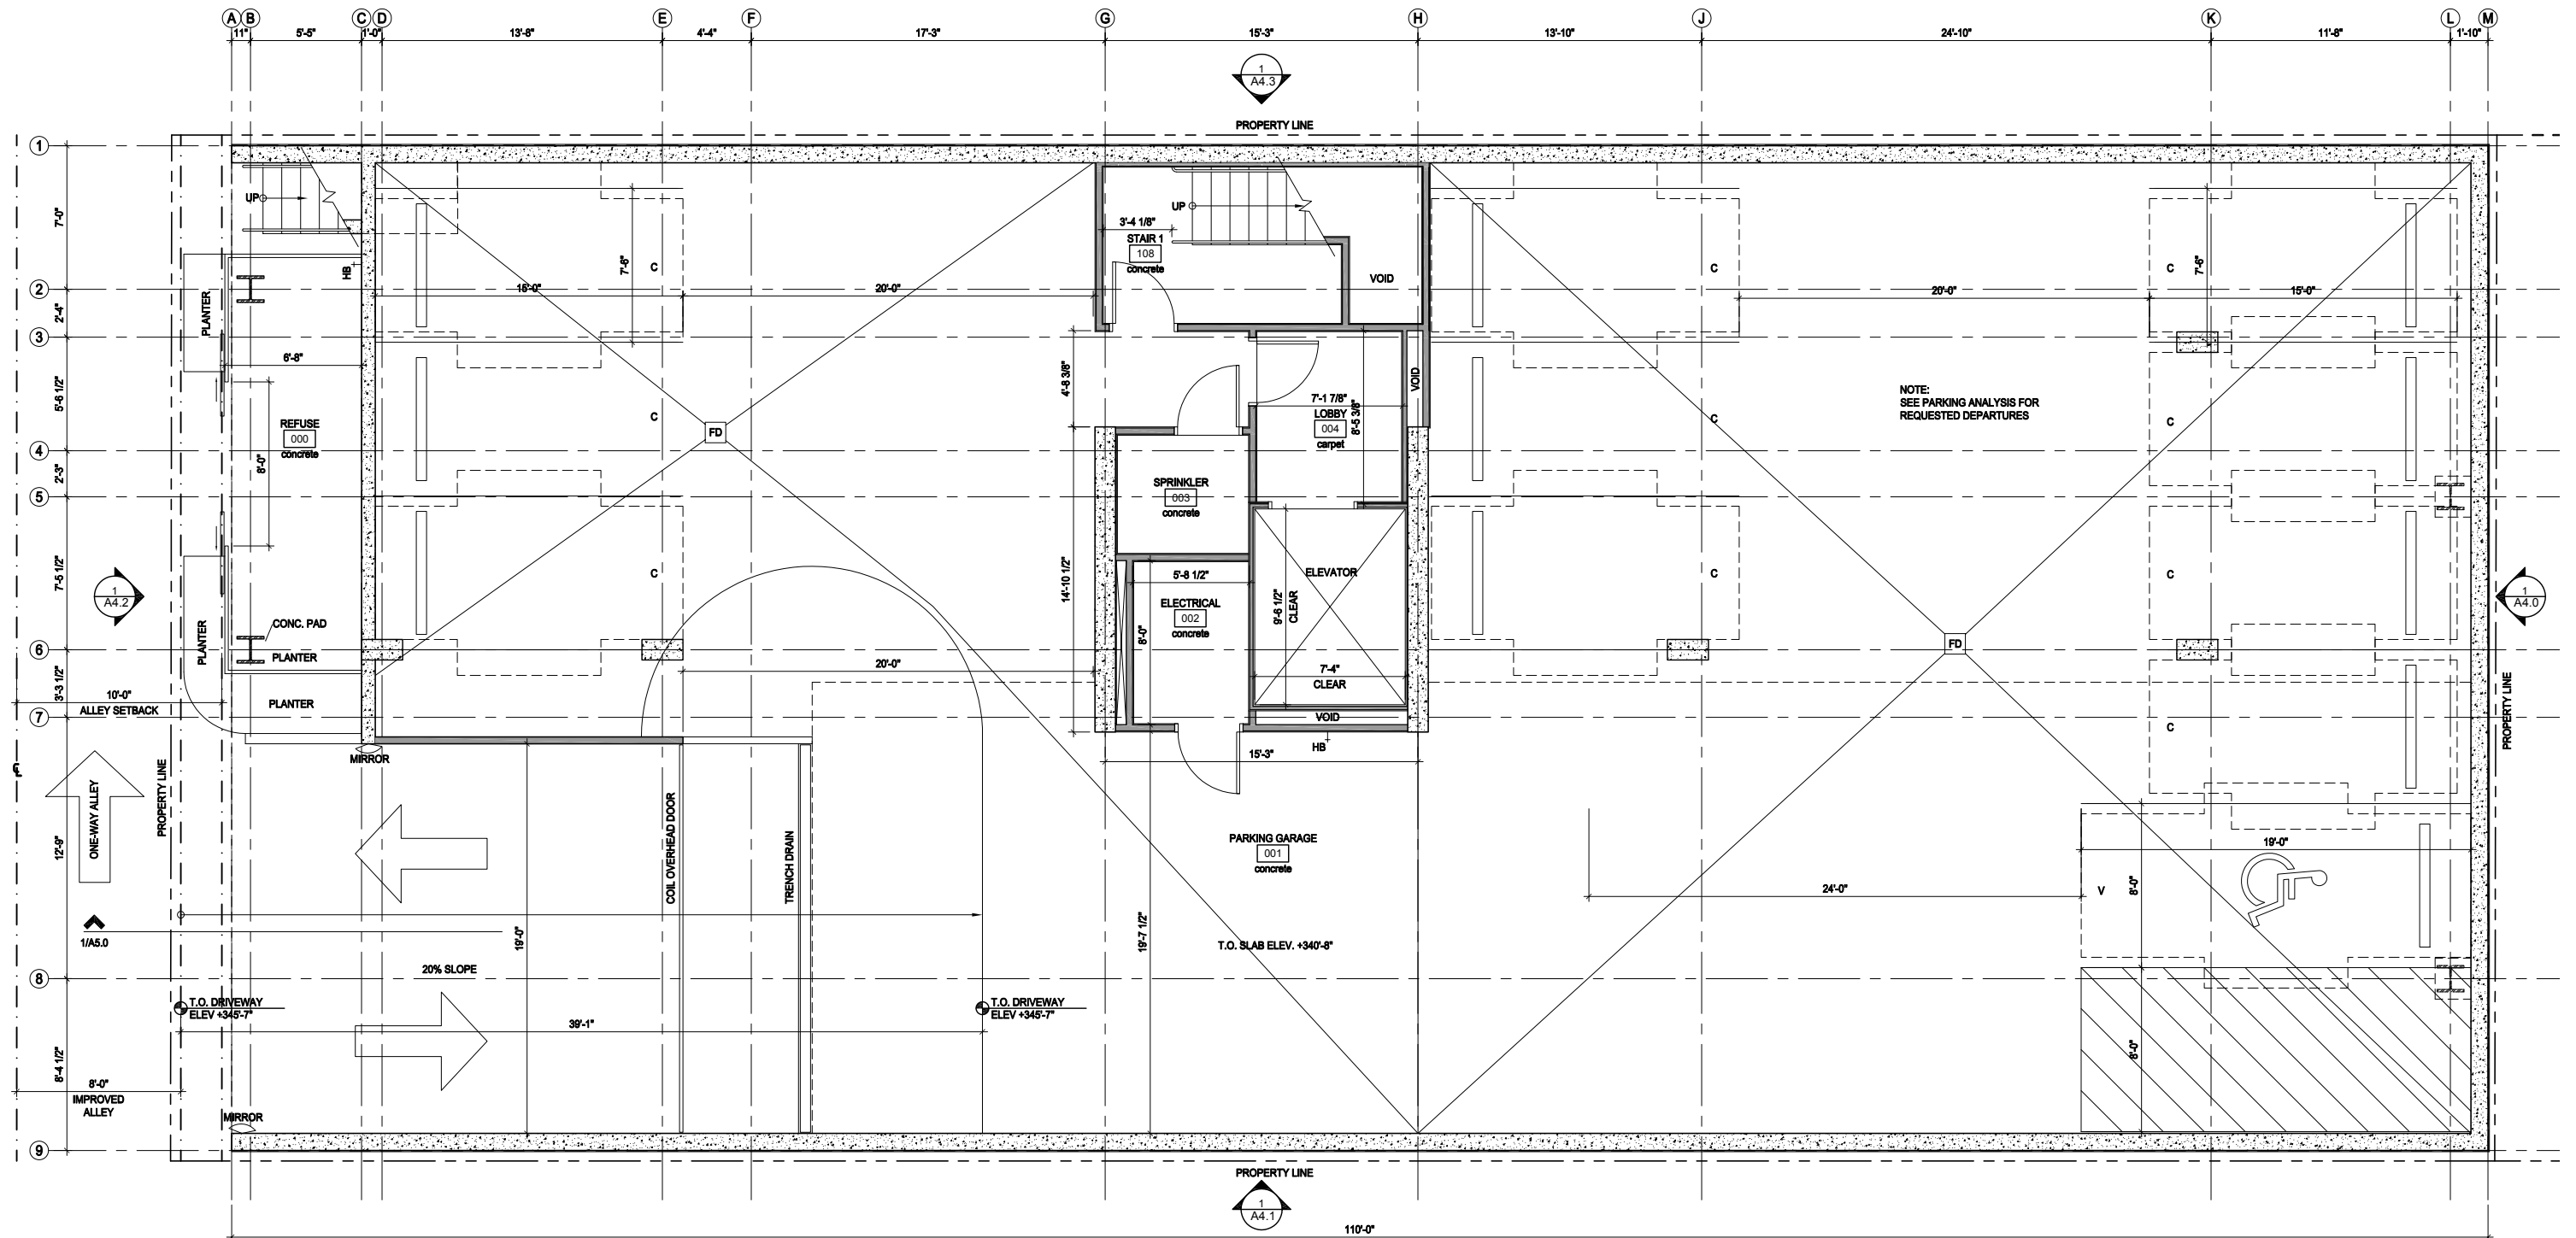 A B C D E F G H J K L M
11" 5'-5" 1'-0" 13'-8" 4'-4" 17'-3" 15'-3" 13'-10" 24'-10" 11'-8" 1'-10"
1
A4.3
PROPERTY LINE
1
7'-0"
UP
HB
UP
3'-4 1/8"
STAIR 1
108
concrete
VOID
7'-6"
C
C
C
7'-6"
2
15'-0"
20'-0"
20'-0"
15'-0"
2'-4"
PLANTER
3
6'-8"
5'-6 1/2"
4'-8 3/8"
VOID
7'-1 7/8"
LOBBY
004
carpet
8'-5 3/8"
NOTE:
SEE PARKING ANALYSIS FOR
REQUESTED DEPARTURES
REFUSE
000
concrete
8'-0"
C
FD
C
C
4
2'-3"
SPRINKLER
003
concrete
5
7'-5 1/2"
1
A4.2
C
14'-10 1/2"
5'-8 1/2"
ELECTRICAL
002
concrete
8'-0"
ELEVATOR
9'-6 1/2"
CLEAR
7'-4"
CLEAR
C
C
1
A4.0
CONC. PAD
PLANTER
PLANTER
6
FD
3'-3 1/2"
20'-0"
10'-0"
ALLEY SETBACK
PLANTER
7
VOID
HB
15'-3"
C
PROPERTY LINE
MIRROR
℄
ONE-WAY ALLEY
PROPERTY LINE
12'-9"
COIL OVERHEAD DOOR
TRENCH DRAIN
PARKING GARAGE
001
concrete
19'-0"
24'-0"
V
8'-0"
1/A5.0
19'-0"
19'-7 1/2"
T.O. SLAB ELEV. +340'-8"
20% SLOPE
8
T.O. DRIVEWAY
ELEV +345'-7"
T.O. DRIVEWAY
ELEV +345'-7"
39'-1"
8'-4 1/2"
8'-0"
8'-0"
IMPROVED
ALLEY
MIRROR
9
PROPERTY LINE
1
A4.1
110'-0"